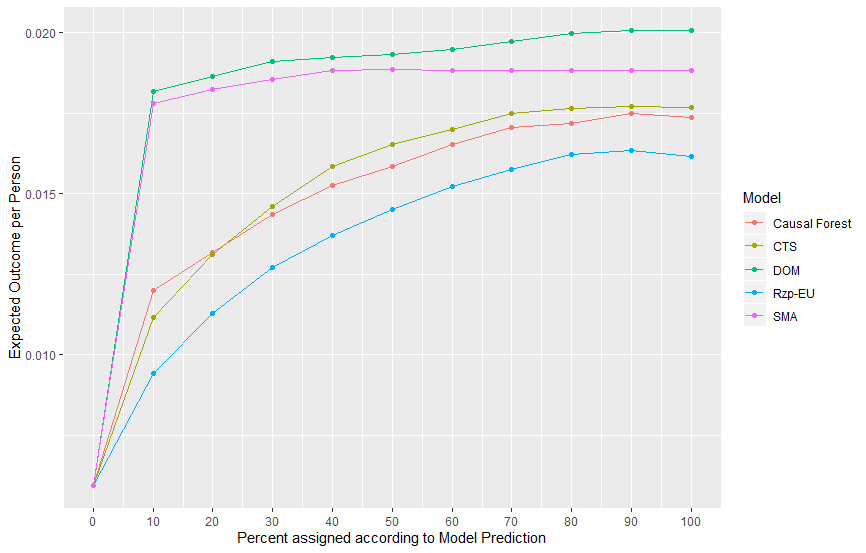 Expected Outcome per Person
0.020
0.015
0.010
0 10 20 30 40 50 60 70 80 90 100
Percent assigned according to Model Prediction
Model
Causal Forest
CTS
DOM
Rzp-EU
SMA